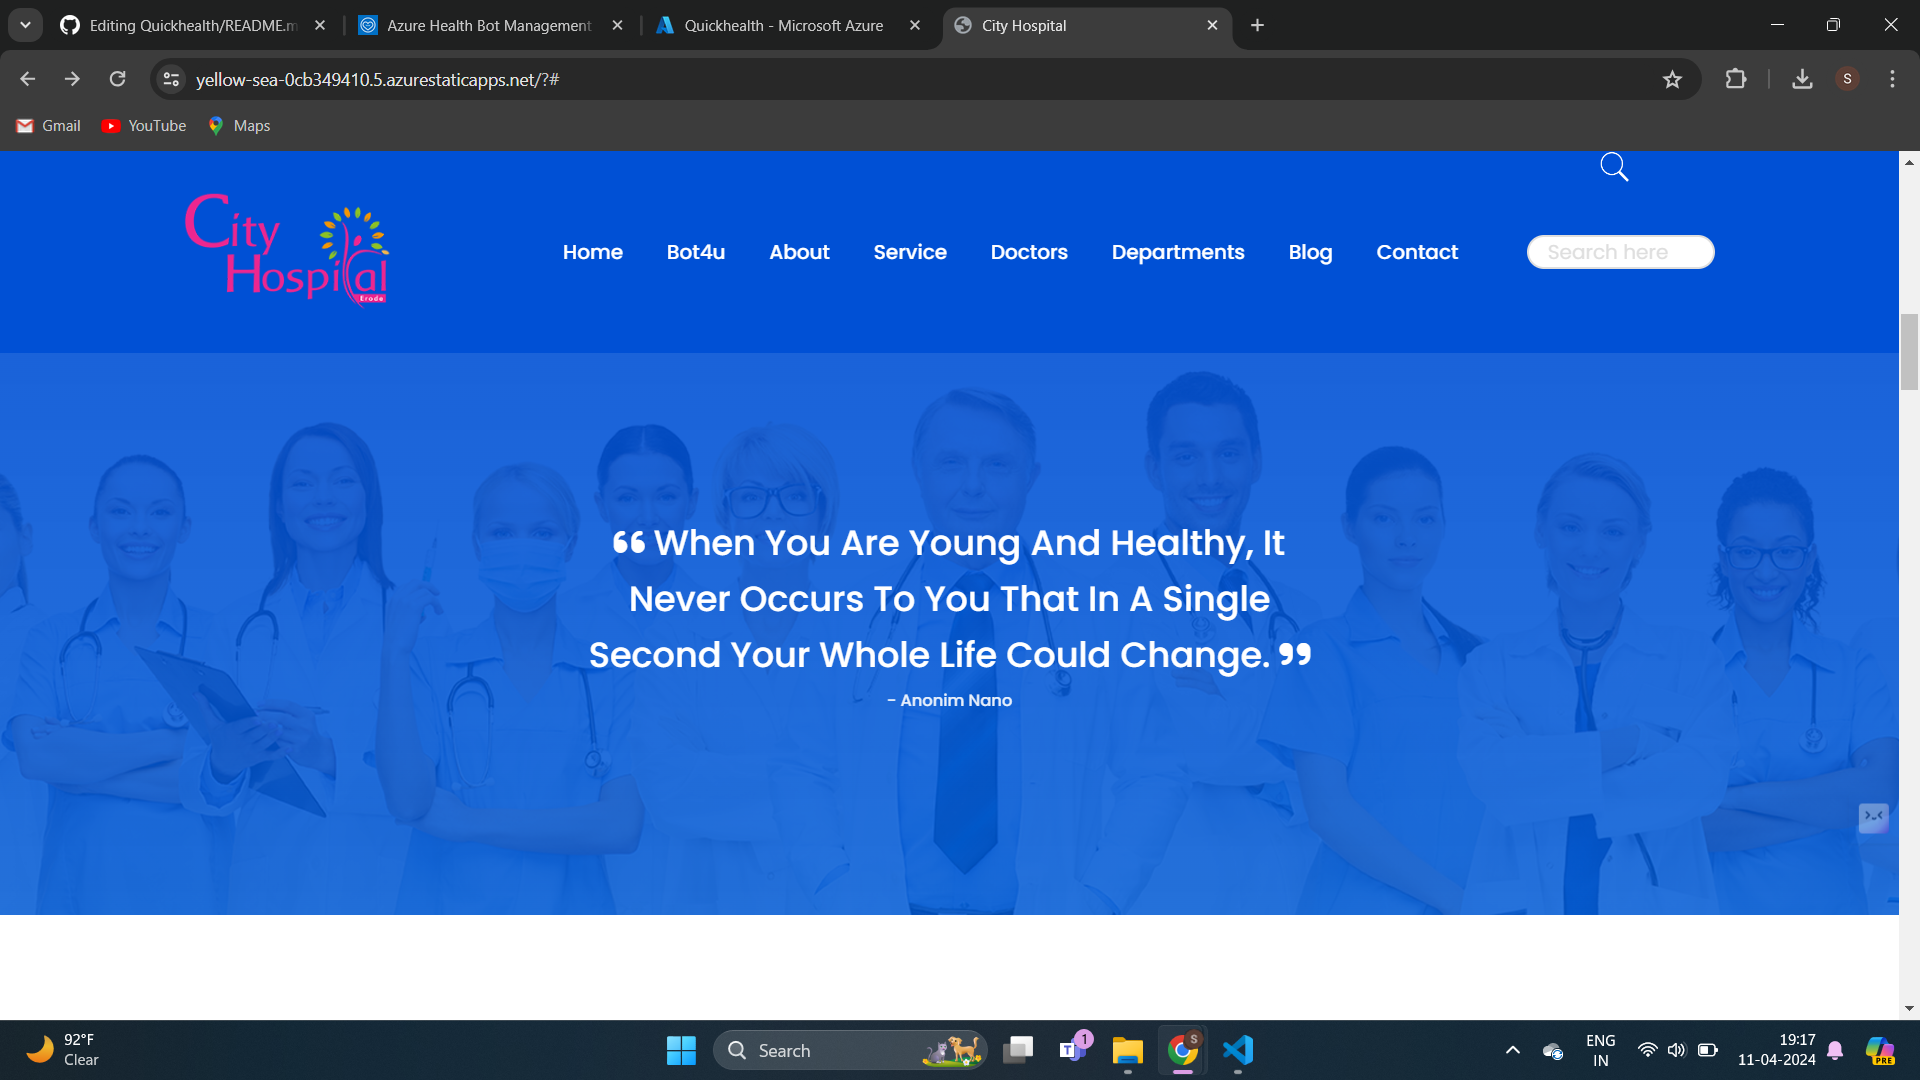 Editing Quickhealth/README.m
Azure Health Bot Management
Quickhealth - Microsoft Azure
City Hospital
yellow-sea-0cb349410.5.azurestaticapps.net/?#
S
Gmail
YouTube
Maps
City
Hospital
Erode
Home
Bot4u
About
Service
Doctors
Departments
Blog
Contact
Search here
“ When You Are Young And Healthy, It
Never Occurs To You That In A Single
Second Your Whole Life Could Change. ”
- Anonim Nano
92°F
Clear
Search
1
T
S
ENG
IN
19:17
11-04-2024
PRE